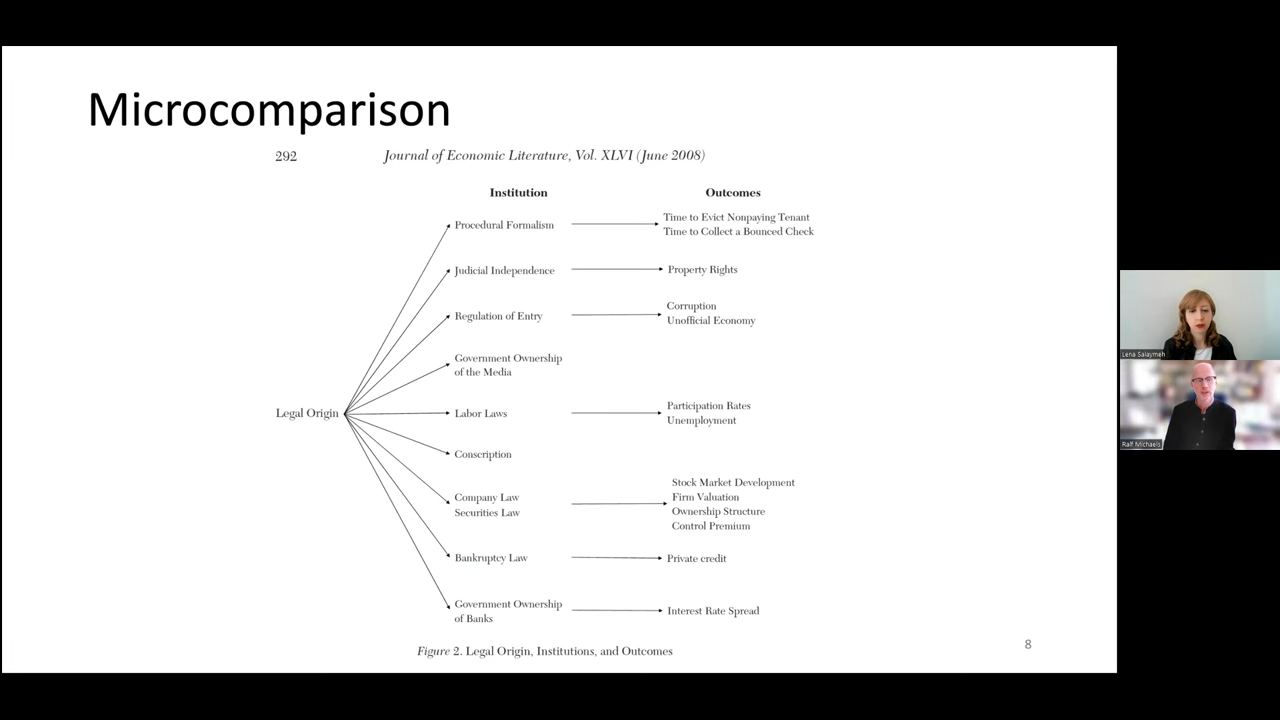 Microcomparison
292 Journal of Economic Literature, Vol. XLVI (June 2008)
Institution Outcomes
Procedural Formalism
Time to Evict Nonpaying Tenant
Time to Collect a Bounced Check
Judicial Independence Property Rights
Regulation of Entry
Corruption
Unofficial Economy
Government Ownership
of the Media
Legal Origin
Labor Laws
Participation Rates
Unemployment
Conscription
Company Law
Securities Law
Stock Market Development
Firm Valuation
Ownership Structure
Control Premium
Bankruptcy Law Private credit
Government Ownership
of Banks
Interest Rate Spread
Figure 2. Legal Origin, Institutions, and Outcomes
8
Lena Salaymeh
Ralf Michaels